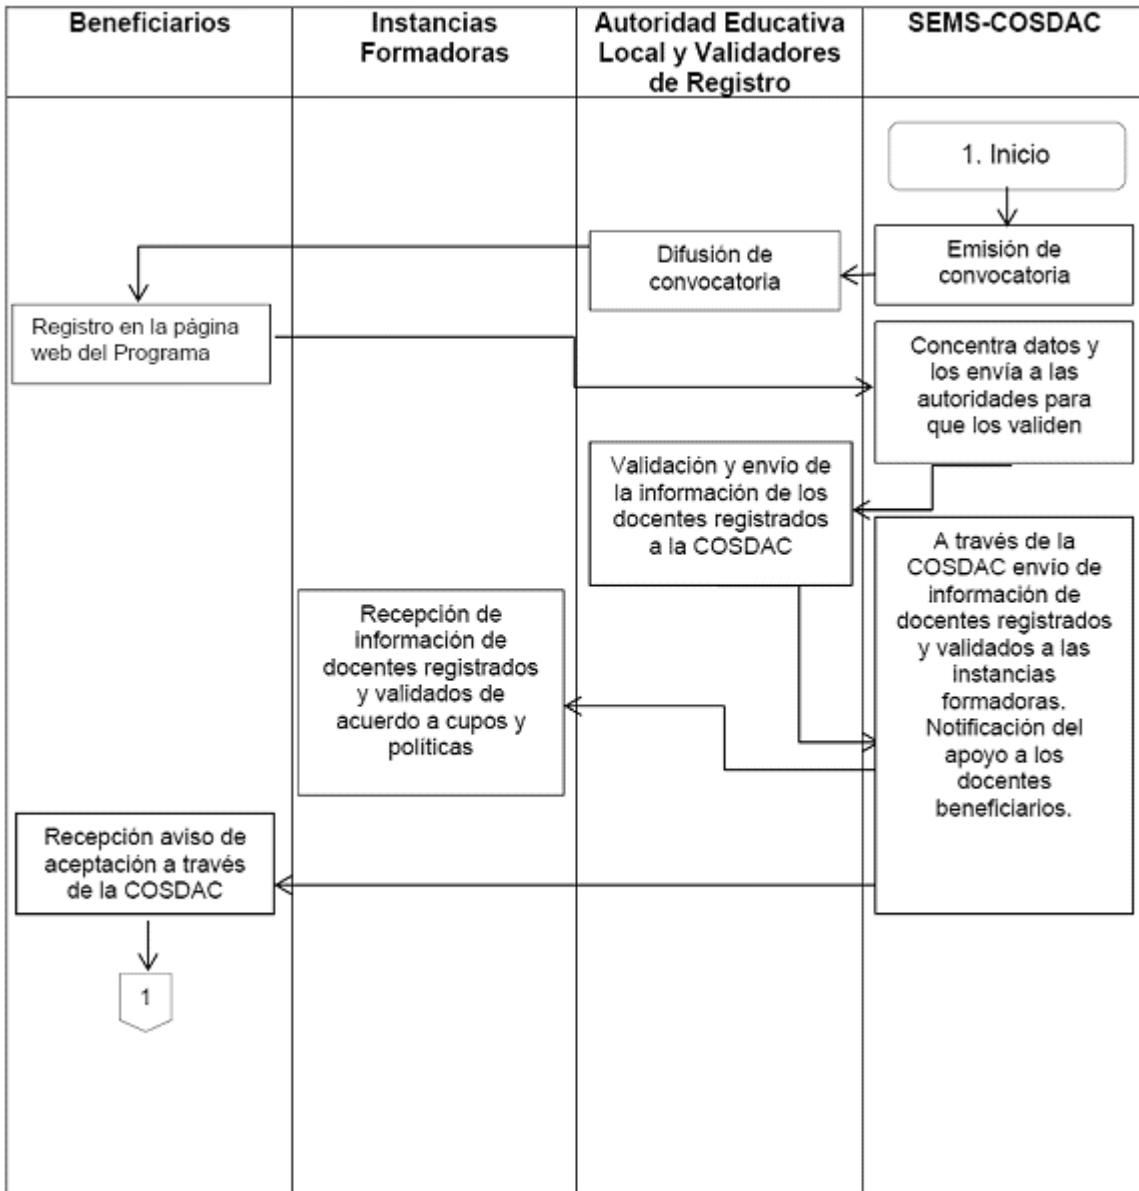 Beneficiarios
Instancias
Formadoras
Autoridad Educativa
Local y Validadores
de Registro
SEMS-COSDAC
1. Inicio
Emisión de
convocatoria
Difusión de
convocatoria
Registro en la página
web del Programa
Concentra datos y
los envía a las
autoridades para
que los validen
Validación y envío de
la información de los
docentes registrados
a la COSDAC
A través de la
COSDAC envío de
información de
docentes registrados
y validados a las
instancias
formadoras.
Notificación del
apoyo a los
docentes
beneficiarios.
Recepción de
información de
docentes registrados
y validados de
acuerdo a cupos y
políticas
Recepción aviso de
aceptación a través
de la COSDAC
1